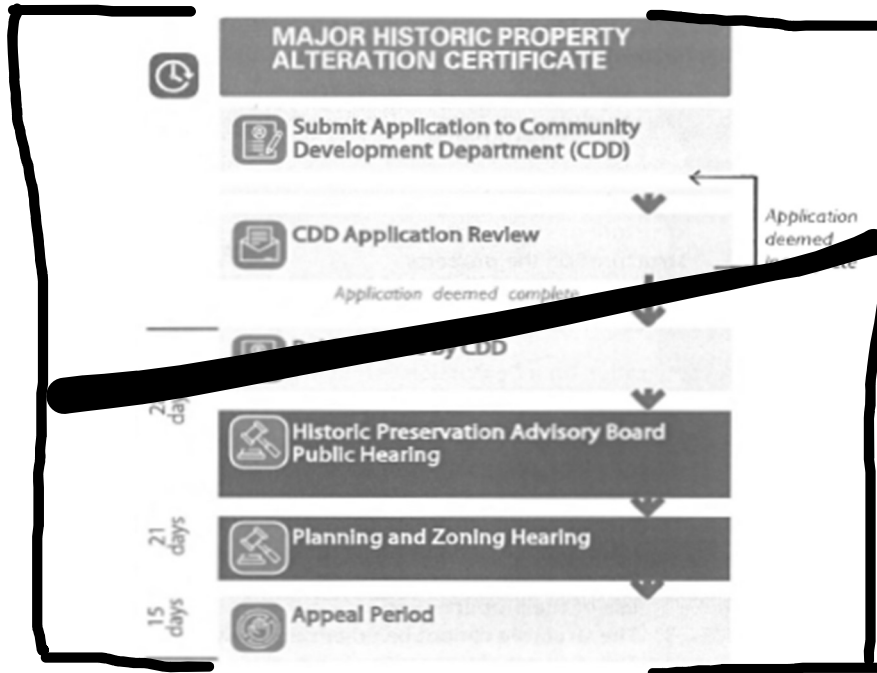 MAJOR HISTORIC PROPERTY
ALTERATION CERTIFICATE
Submit Application to Community
Development Department (CDD)
Application
deemed
CDD Application Review
Application deemed complete
by CDD
days
Historic Preservation Advisory Board
Public Hearing
21
days
Planning and Zoning Hearing
15
days
Appeal Period